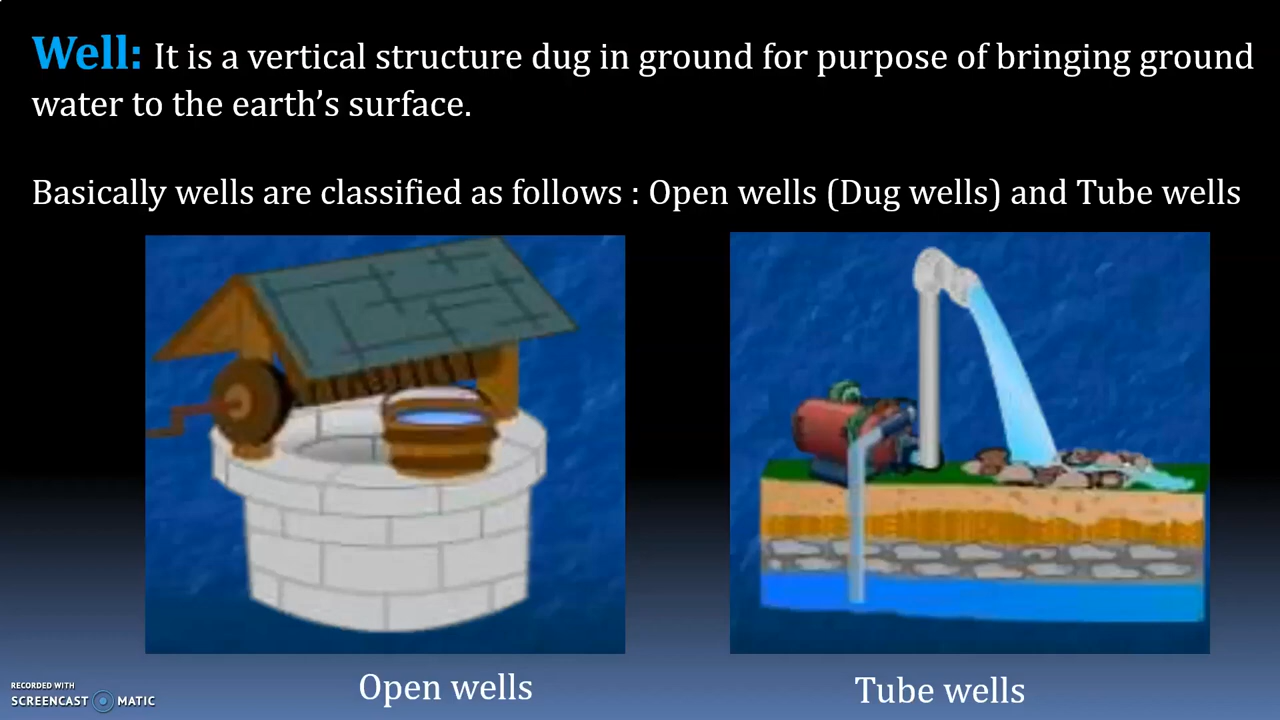 Well: It is a vertical structure dug in ground for purpose of bringing ground
water to the earth’s surface.
Basically wells are classified as follows : Open wells (Dug wells) and Tube wells
Open wells
Tube wells
RECORDED WITH
SCREENCAST MATIC